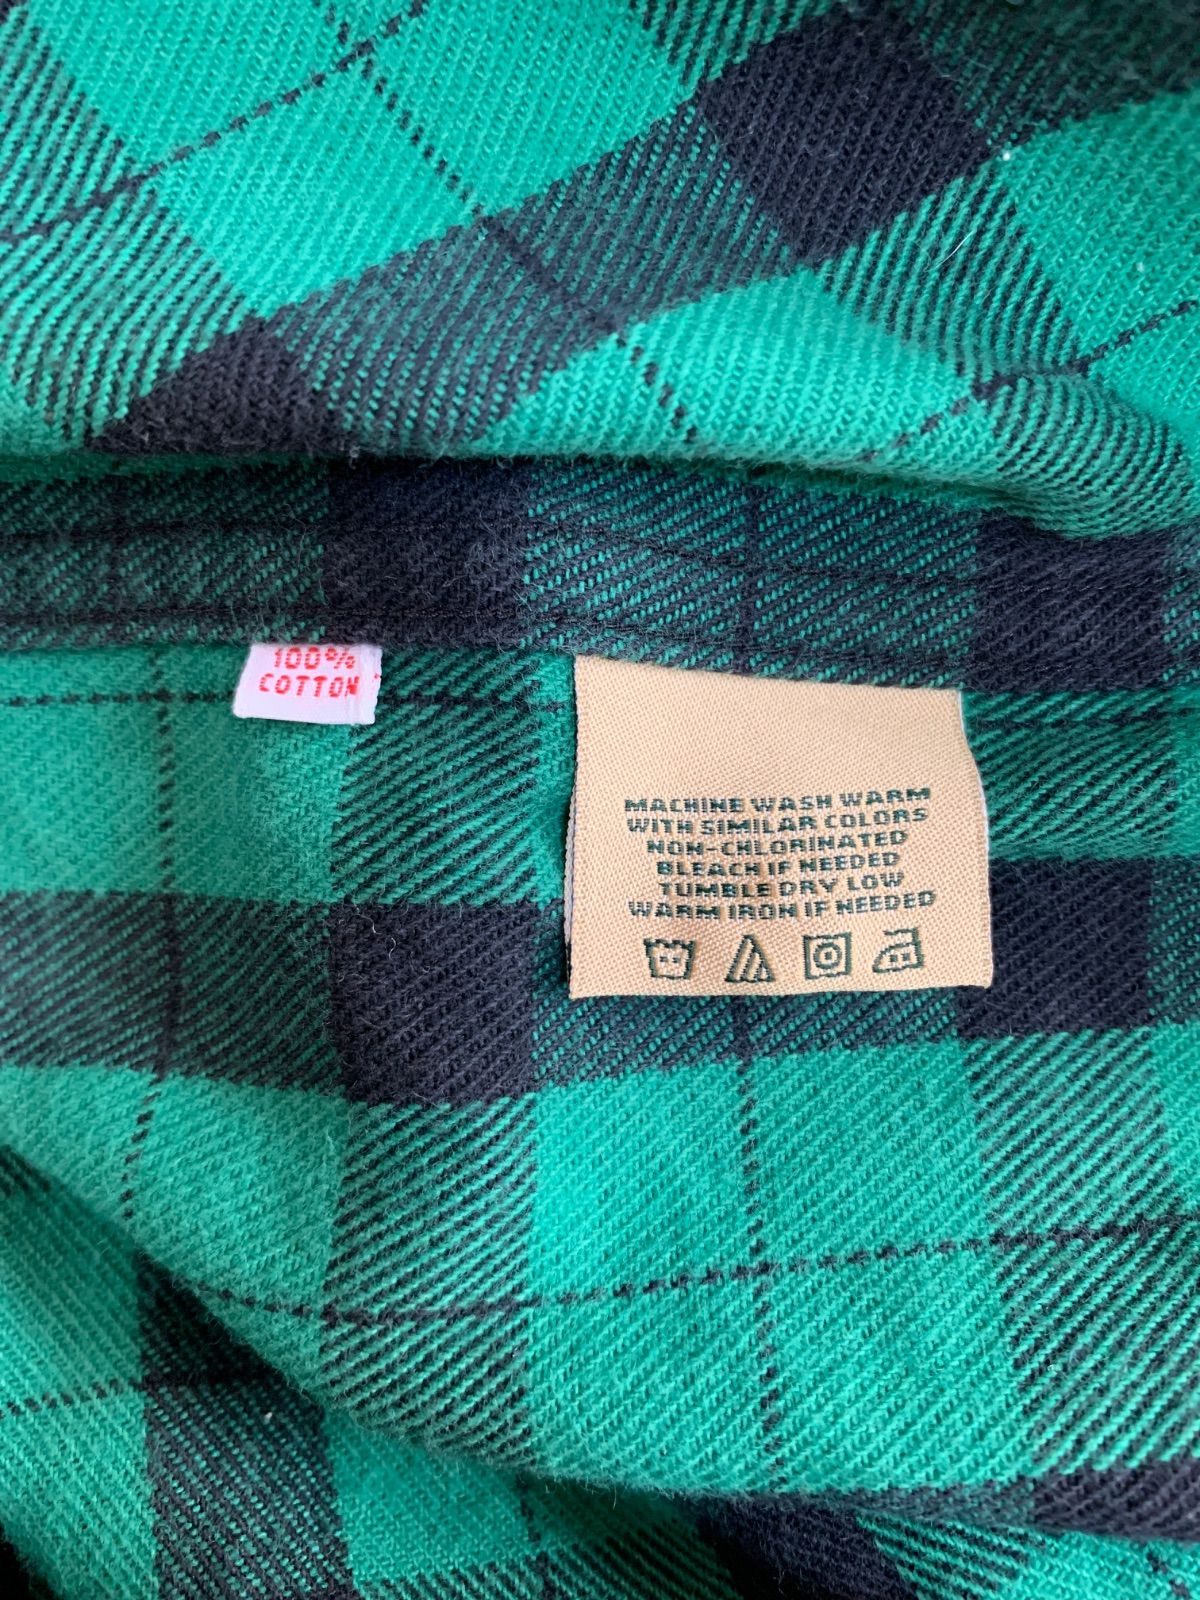 100%
COTTON
MACHINE WASH WARM
WITH SIMILAR COLORS
NON-CHLORINATED
BLEACH IF NEEDED
TUMBLE DRY LOW
WARM IRON IF NEEDED